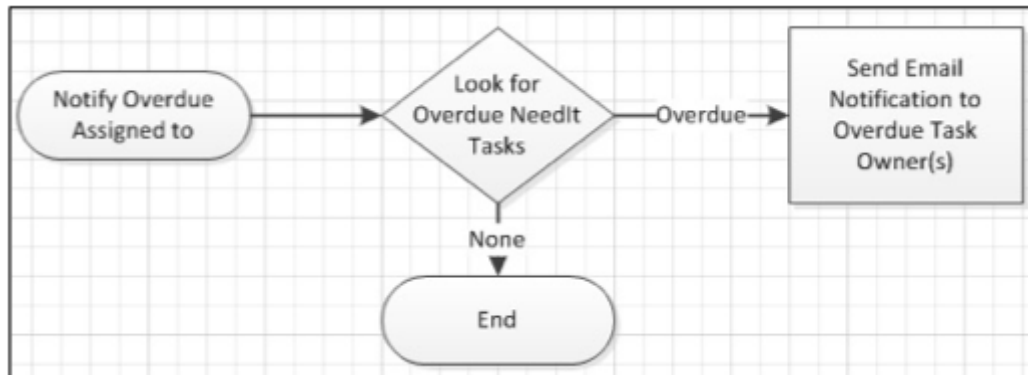 Notify Overdue
Assigned to
Look for
Overdue NeedIt
Tasks
Overdue
Send Email
Notification to
Overdue Task
Owner(s)
None
End